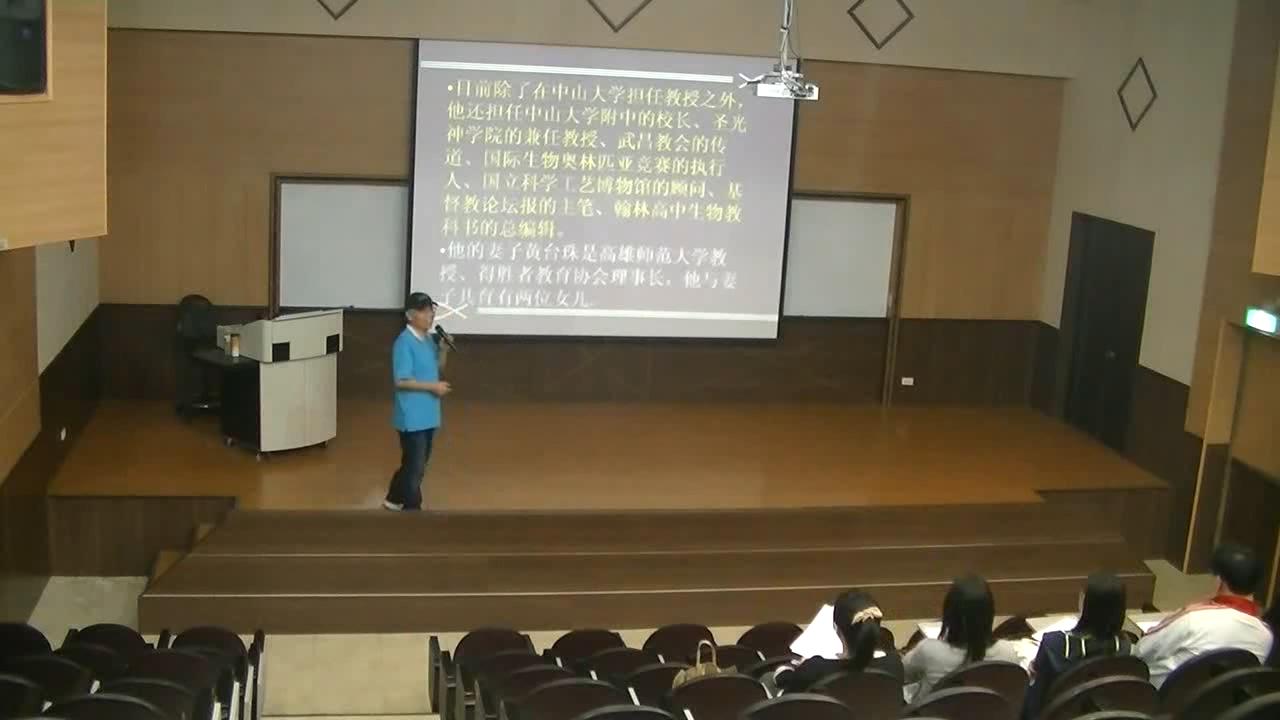 •目前除了在中山大学担任教授之外，
他还担任中山大学附中的校长、圣光
神学院的兼任教授、武昌教会的传
道、国际生物奥林匹亚竞赛的执行
人、国立科学工艺博物馆的顾问、基
督教论坛报的主笔、翰林高中生物教
科书的总编辑。
•他的妻子黄台珠是高雄师范大学教
授、得胜者教育协会理事长，他与妻
子共育有两位女儿.